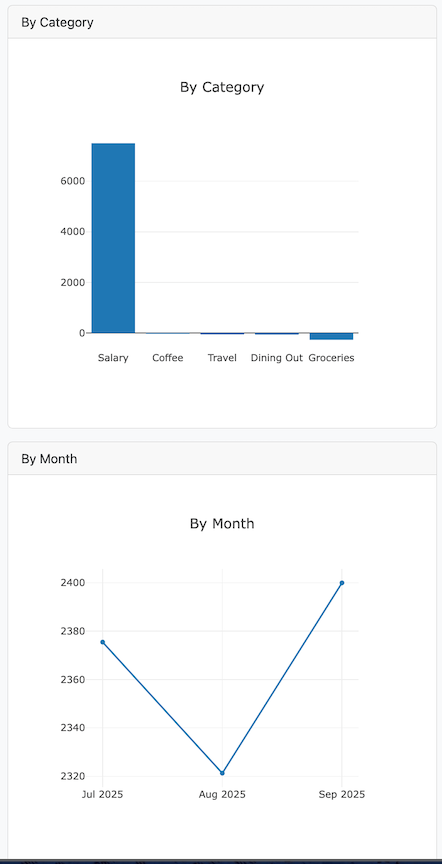 By Category
By Category
6000
4000
2000
0
Salary Coffee Travel Dining Out Groceries
By Month
By Month
2400
2380
2360
2340
2320
Jul 2025 Aug 2025 Sep 2025